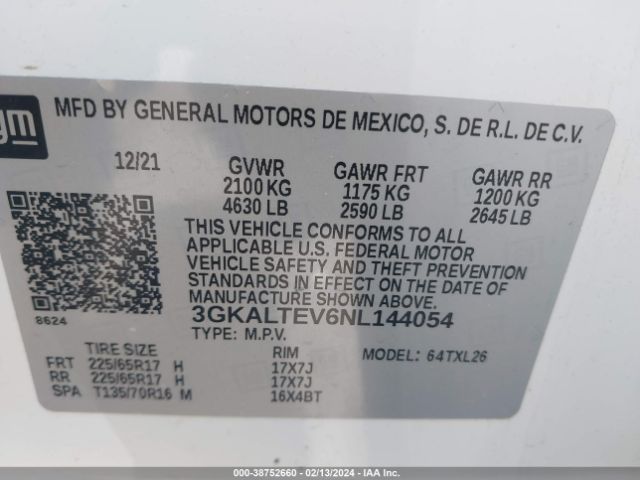 gm
MFD BY GENERAL MOTORS DE MEXICO, S. DE R.L. DE C.V.
12/21 GVWR GAWR FRT GAWR RR
2100 KG 1175 KG 1200 KG
4630 LB 2590 LB 2645 LB
THIS VEHICLE CONFORMS TO ALL
APPLICABLE U.S. FEDERAL MOTOR
VEHICLE SAFETY AND THEFT PREVENTION
STANDARDS IN EFFECT ON THE DATE OF
MANUFACTURE SHOWN ABOVE.
8624
3GKALTEV6NL144054
TYPE: M.P.V.
TIRE SIZE RIM MODEL: 64TXL26
FRT 225/65R17 H 17X7J
RR 225/65R17 H 17X7J
SPA T135/70R16 M 16X4BT
000-38752660 - 02/13/2024 - IAAI.com